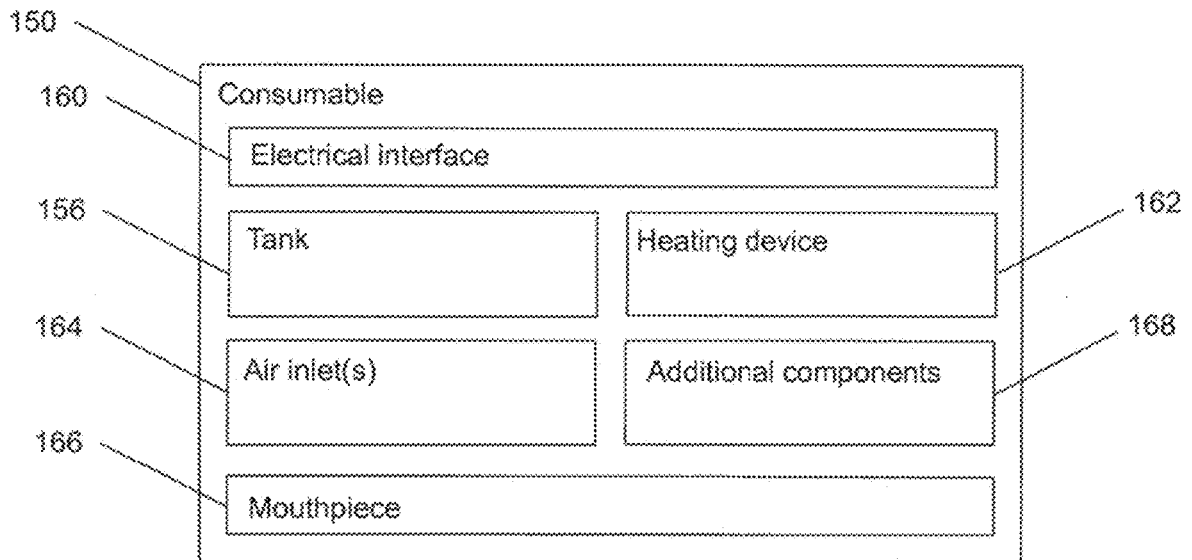 150
Consumable
160
Electrical interface
156
Tank
Heating device
162
164
Air inlet(s)
Additional components
168
166
Mouthpiece